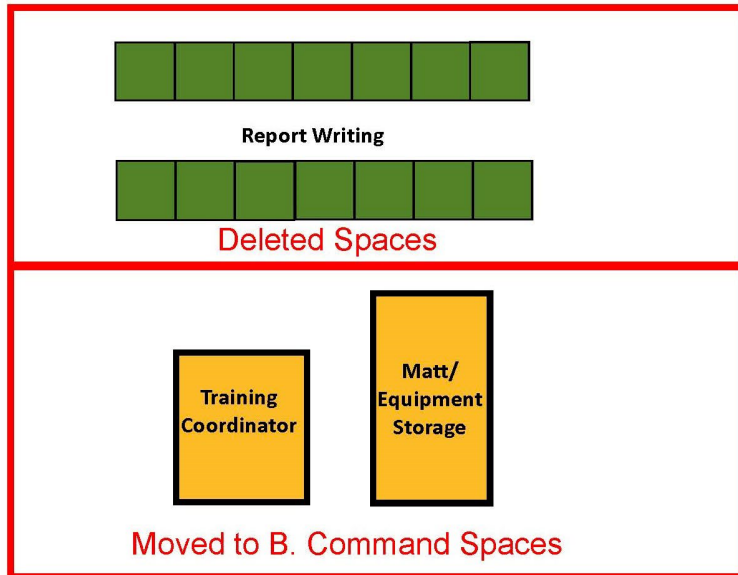 Report Writing
Deleted Spaces
Training
Coordinator
Matt/
Equipment
Storage
Moved to B. Command Spaces